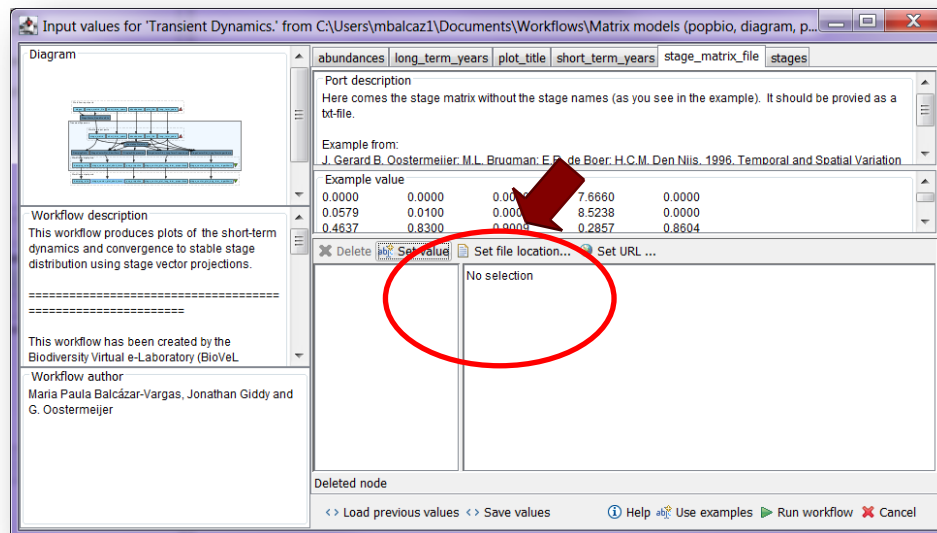 Input values for 'Transient Dynamics.' from C:\Users\mbalcaz1\Documents\Workflows\Matrix models (popbio, diagram, p...
Diagram
Workflow description
This workflow produces plots of the short-term
dynamics and convergence to stable stage
distribution using stage vector projections.
=====================================
=======================
This workflow has been created by the
Biodiversity Virtual e-Laboratory (BioVeL
Workflow author
Maria Paula Balcázar-Vargas, Jonathan Giddy and
G. Oostermeijer
abundances long_term_years plot_title short_term_years stage_matrix_file stages
Port description
Here comes the stage matrix without the stage names (as you see in the example). It should be provied as a
txt-file.
Example from:
J. Gerard B. Oostermeijer; M.L. Brugman; E.R. de Boer; H.C.M. Den Nijs. 1996. Temporal and Spatial Variation
Example value
0.0000 0.0000 7.6660 0.0000
0.0579 0.0100 8.5238 0.0000
0.4637 0.8300 0.9009 0.2857 0.8604
Delete Set value Set file location... Set URL ...
No selection
Deleted node
Load previous values Save values Help Use examples Run workflow Cancel